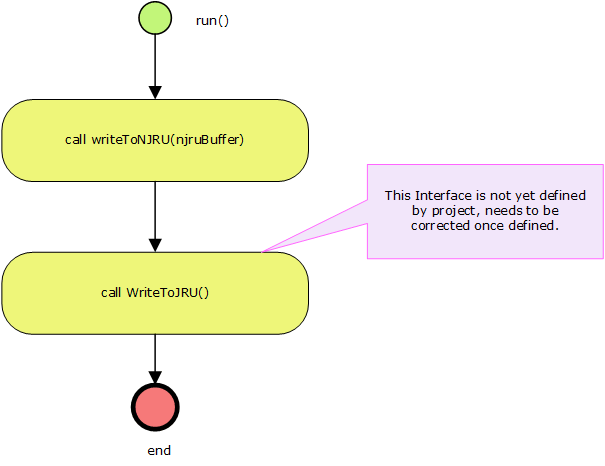 run()
call writeToNJRU(njruBuffer)
This Interface is not yet defined
by project, needs to be
corrected once defined.
call WriteToJRU()
end